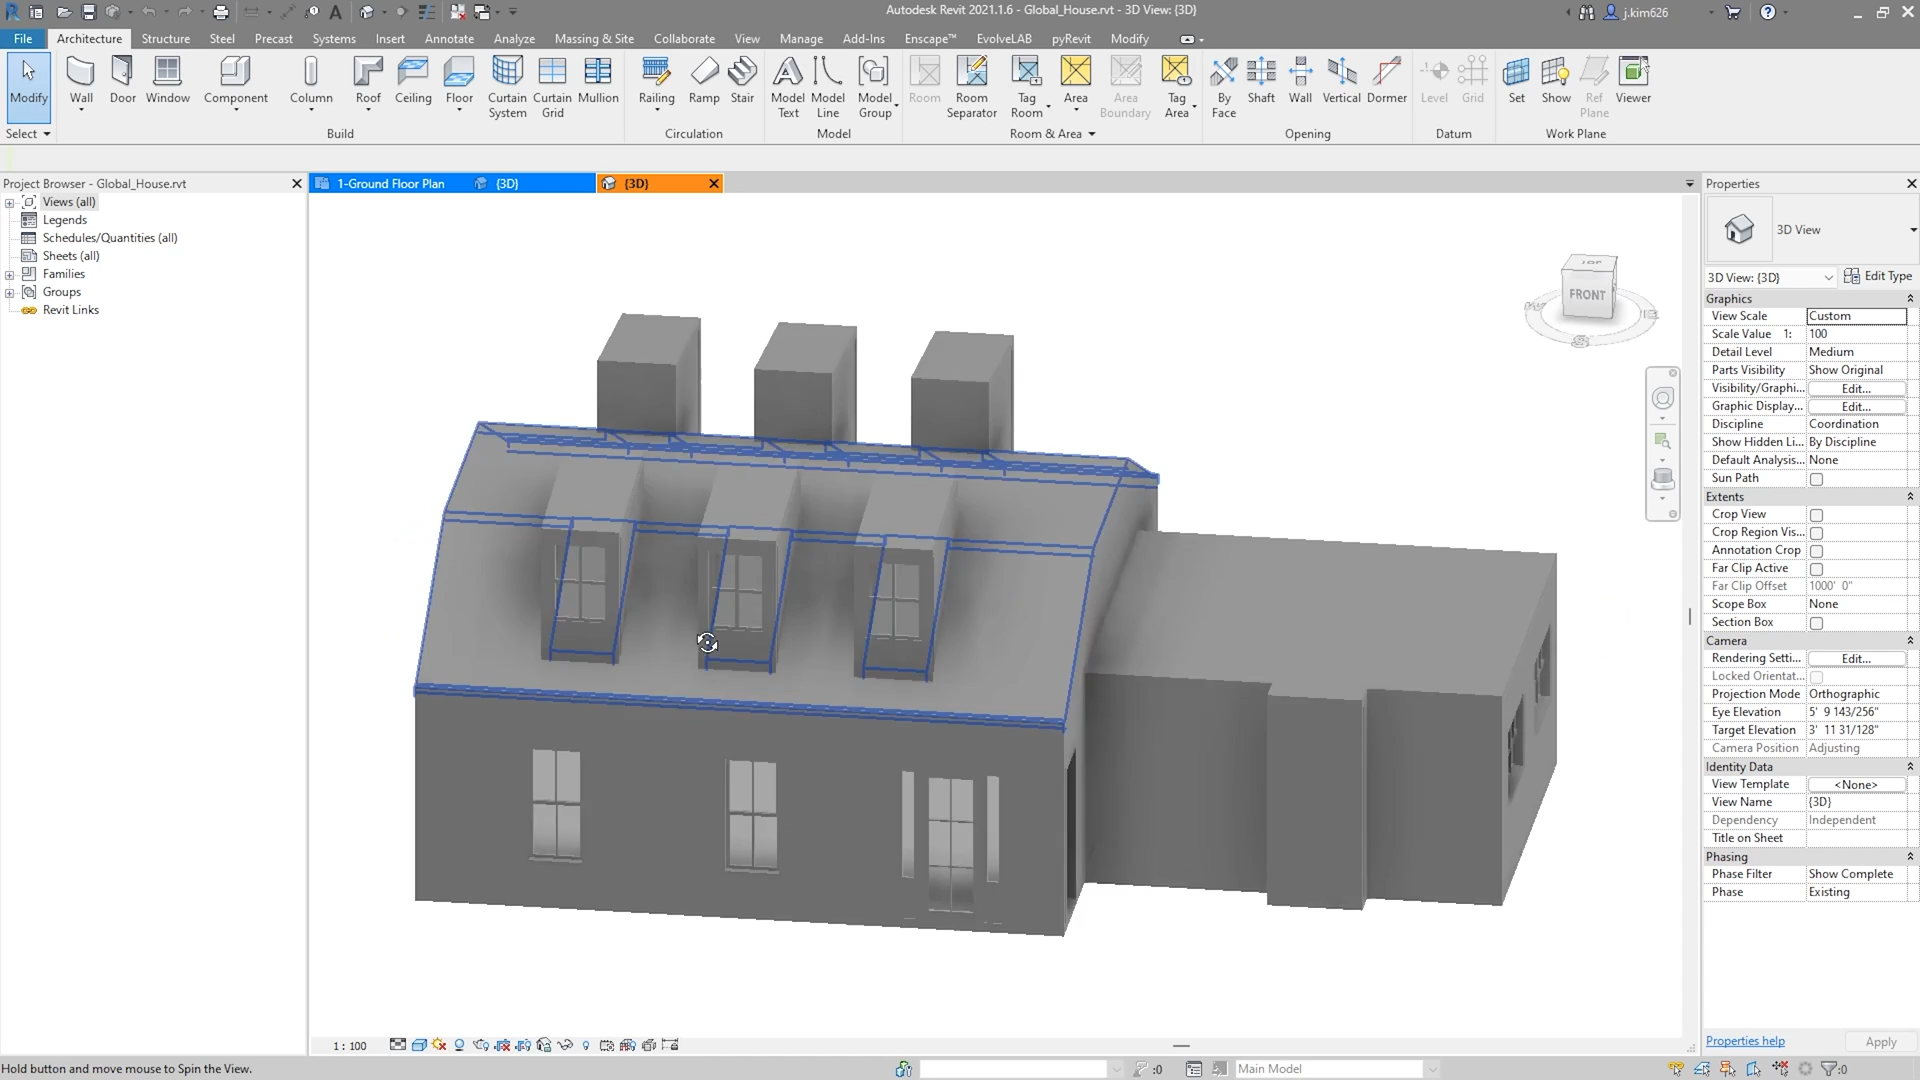 Autodesk Revit 2021.1.6 - Global_House.rvt - 3D View: {3D}
j.kim626
File Architecture Structure Steel Precast Systems Insert Annotate Analyze Massing & Site Collaborate View Manage Add-Ins Enscape™ EvolveLAB pyRevit Modify
Modify Wall Door Window Component Column Roof Ceiling Floor Curtain System Curtain Grid Mullion Railing Ramp Stair Model Text Model Line Model Group Room Room Separator Tag Room Area Area Boundary Tag Area By Face Shaft Wall Vertical Dormer Level Grid Set Show Ref Plane Viewer
Select Build Circulation Model Room & Area Opening Datum Work Plane
Project Browser - Global_House.rvt
Views (all)
Legends
Schedules/Quantities (all)
Sheets (all)
Families
Groups
Revit Links
1-Ground Floor Plan {3D} {3D}
TOP
FRONT
Properties
3D View
3D View: {3D} Edit Type
Graphics
View Scale Custom
Scale Value 1: 100
Detail Level Medium
Parts Visibility Show Original
Visibility/Graphi... Edit...
Graphic Display... Edit...
Discipline Coordination
Show Hidden Li... By Discipline
Default Analysis... None
Sun Path
Extents
Crop View
Crop Region Vis...
Annotation Crop
Far Clip Active
Far Clip Offset 1000' 0"
Scope Box None
Section Box
Camera
Rendering Setti... Edit...
Locked Orientat...
Projection Mode Orthographic
Eye Elevation 5' 9 143/256"
Target Elevation 3' 11 31/128"
Camera Position Adjusting
Identity Data
View Template <None>
View Name {3D}
Dependency Independent
Title on Sheet
Phasing
Phase Filter Show Complete
Phase Existing
Properties help Apply
1 : 100
Hold button and move mouse to Spin the View.
:0
Main Model
:0